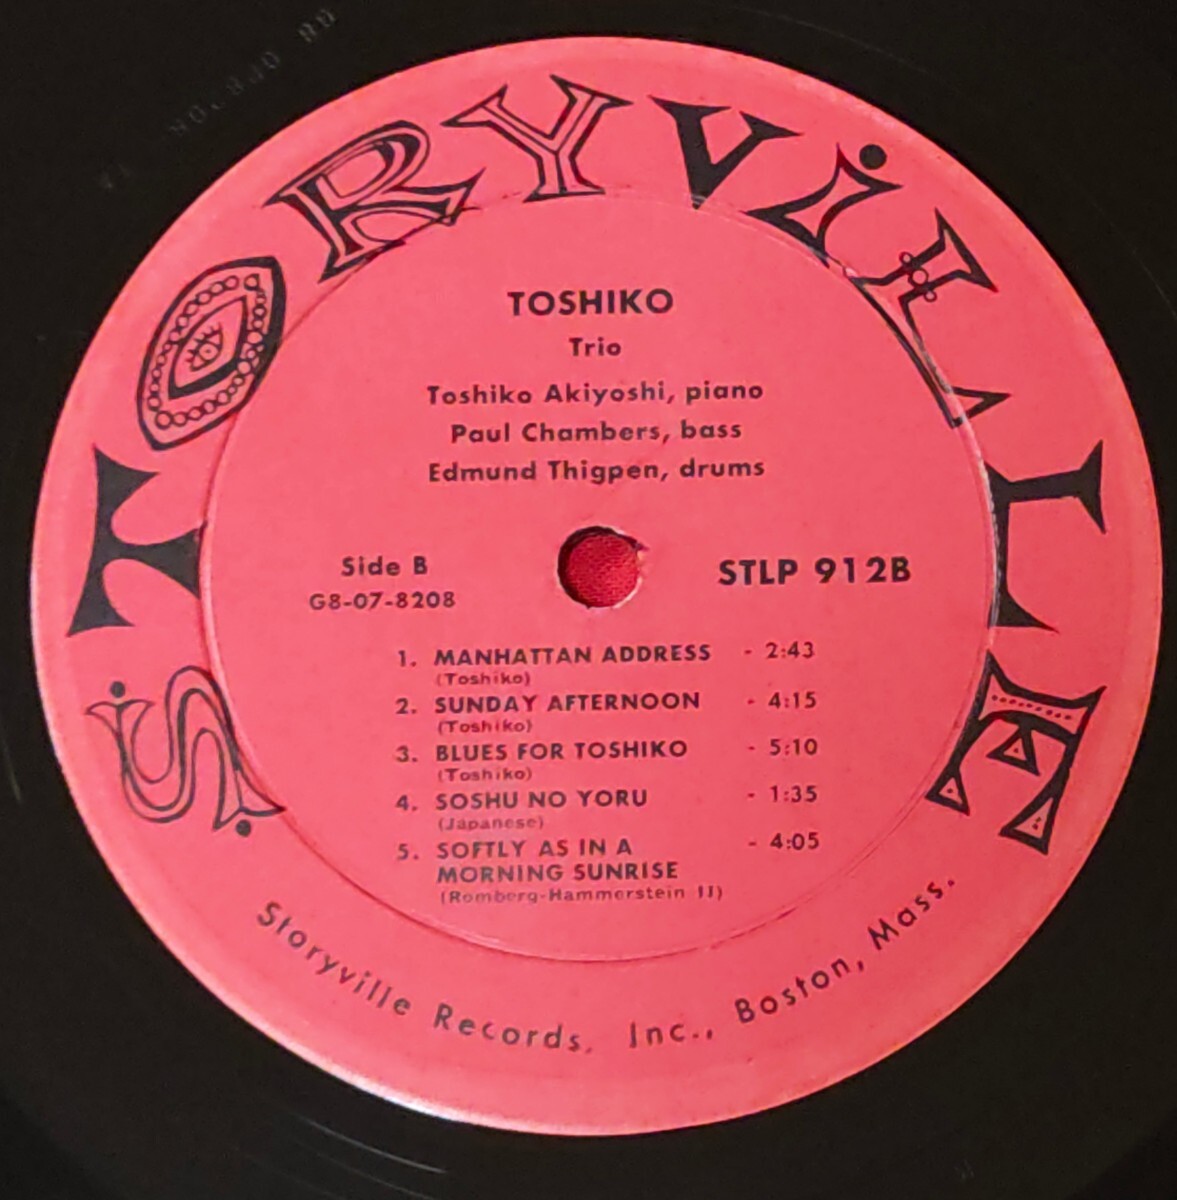 STORYViLLE
TOSHIKO
Trio
Toshiko Akiyoshi, piano
Paul Chambers, bass
Edmund Thigpen, drums
Side B
G8-07-8208
STLP 912B
1. MANHATTAN ADDRESS - 2:43
(Toshiko)
2. SUNDAY AFTERNOON - 4:15
(Toshiko)
3. BLUES FOR TOSHIKO - 5:10
(Toshiko)
4. SOSHU NO YORU - 1:35
(Japanese)
5. SOFTLY AS IN A - 4:05
MORNING SUNRISE
(Romberg-Hammerstein II)
Storyville Records, Inc., Boston, Mass.